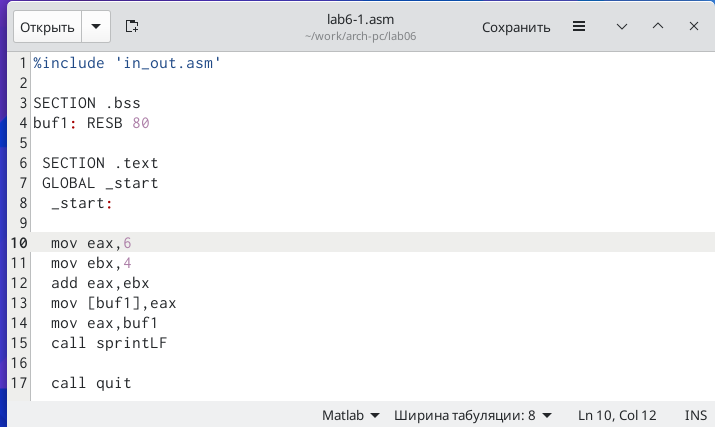 Открыть
lab6-1.asm
~/work/arch-pc/lab06
Сохранить
1 %include 'in_out.asm'
2
3 SECTION .bss
4 buf1: RESB 80
5
6 SECTION .text
7 GLOBAL _start
8 _start:
9
10 mov eax,6
11 mov ebx,4
12 add eax,ebx
13 mov [buf1],eax
14 mov eax,buf1
15 call sprintLF
16
17 call quit
Matlab Ширина табуляции: 8 Ln 10, Col 12 INS